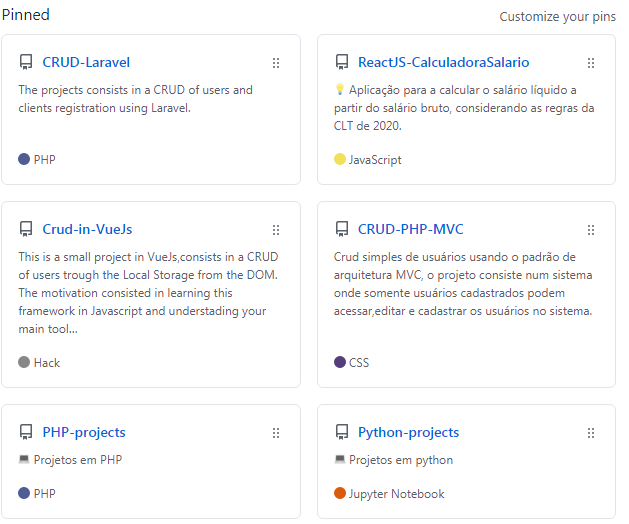 Pinned
Customize your pins
CRUD-Laravel
The projects consists in a CRUD of users and
clients registration using Laravel.
PHP
ReactJS-CalculadoraSalario
💡 Aplicação para a calcular o salário líquido a
partir do salário bruto, considerando as regras da
CLT de 2020.
JavaScript
Crud-in-VueJs
This is a small project in VueJs,consists in a CRUD
of users trough the Local Storage from the DOM.
The motivation consisted in learning this
framework in Javascript and understading your
main tool...
Hack
CRUD-PHP-MVC
Crud simples de usuários usando o padrão de
arquitetura MVC, o projeto consiste num sistema
onde somente usuários cadastrados podem
acessar,editar e cadastrar os usuários no sistema.
CSS
PHP-projects
💻 Projetos em PHP
PHP
Python-projects
💻 Projetos em python
Jupyter Notebook